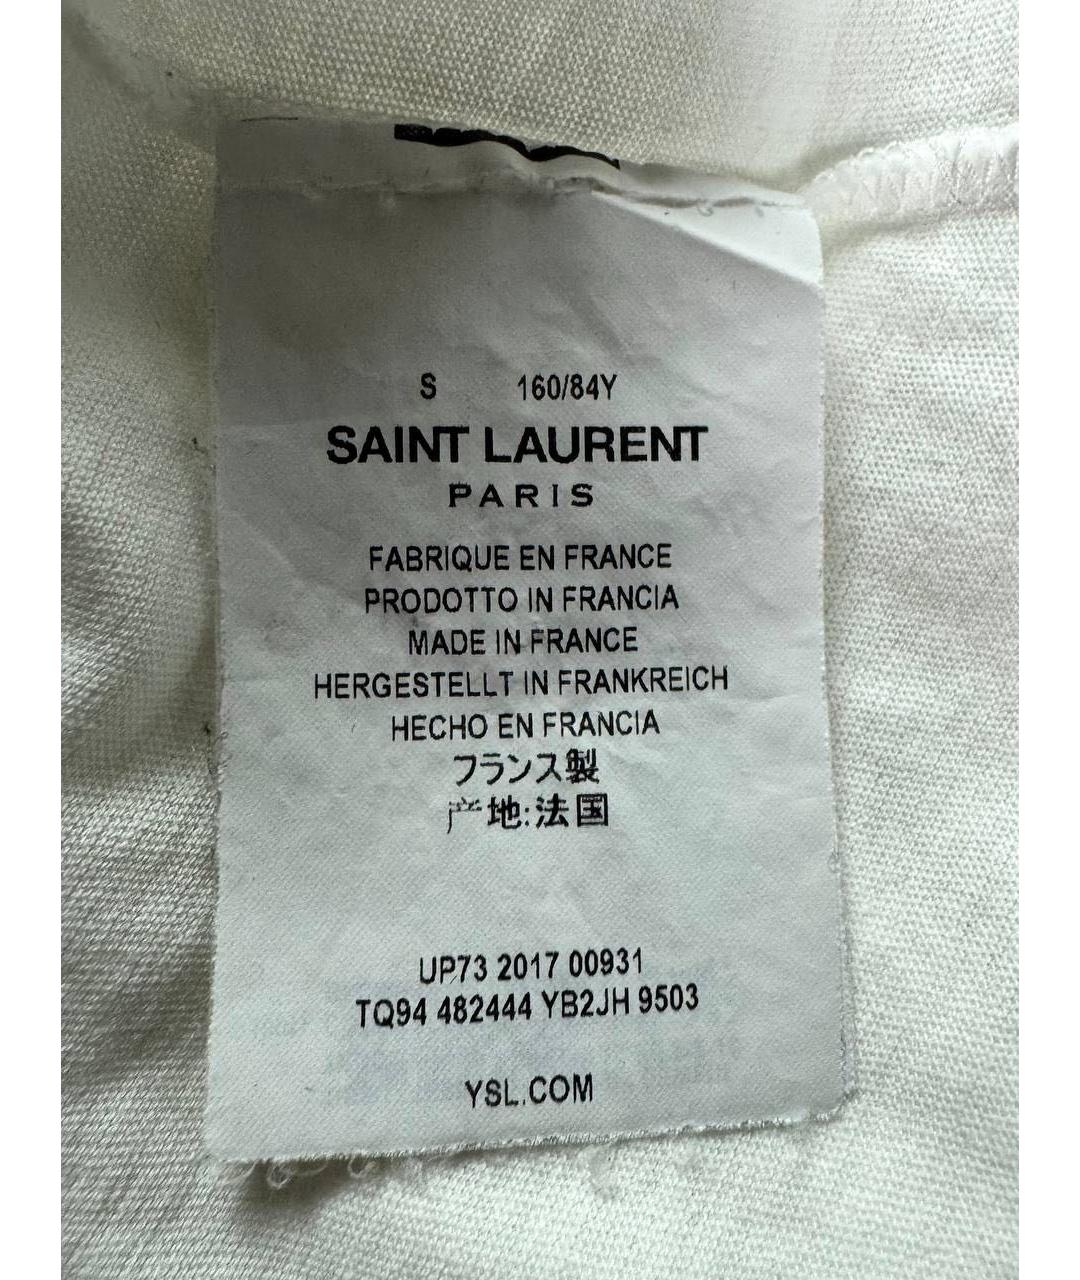 S 160/84Y
SAINT LAURENT
PARIS
FABRIQUE EN FRANCE
PRODOTTO IN FRANCIA
MADE IN FRANCE
HERGESTELLT IN FRANKREICH
HECHO EN FRANCIA
フランス製
产地:法国
UP73 2017 00931
TQ94 482444 YB2JH 9503
YSL.COM